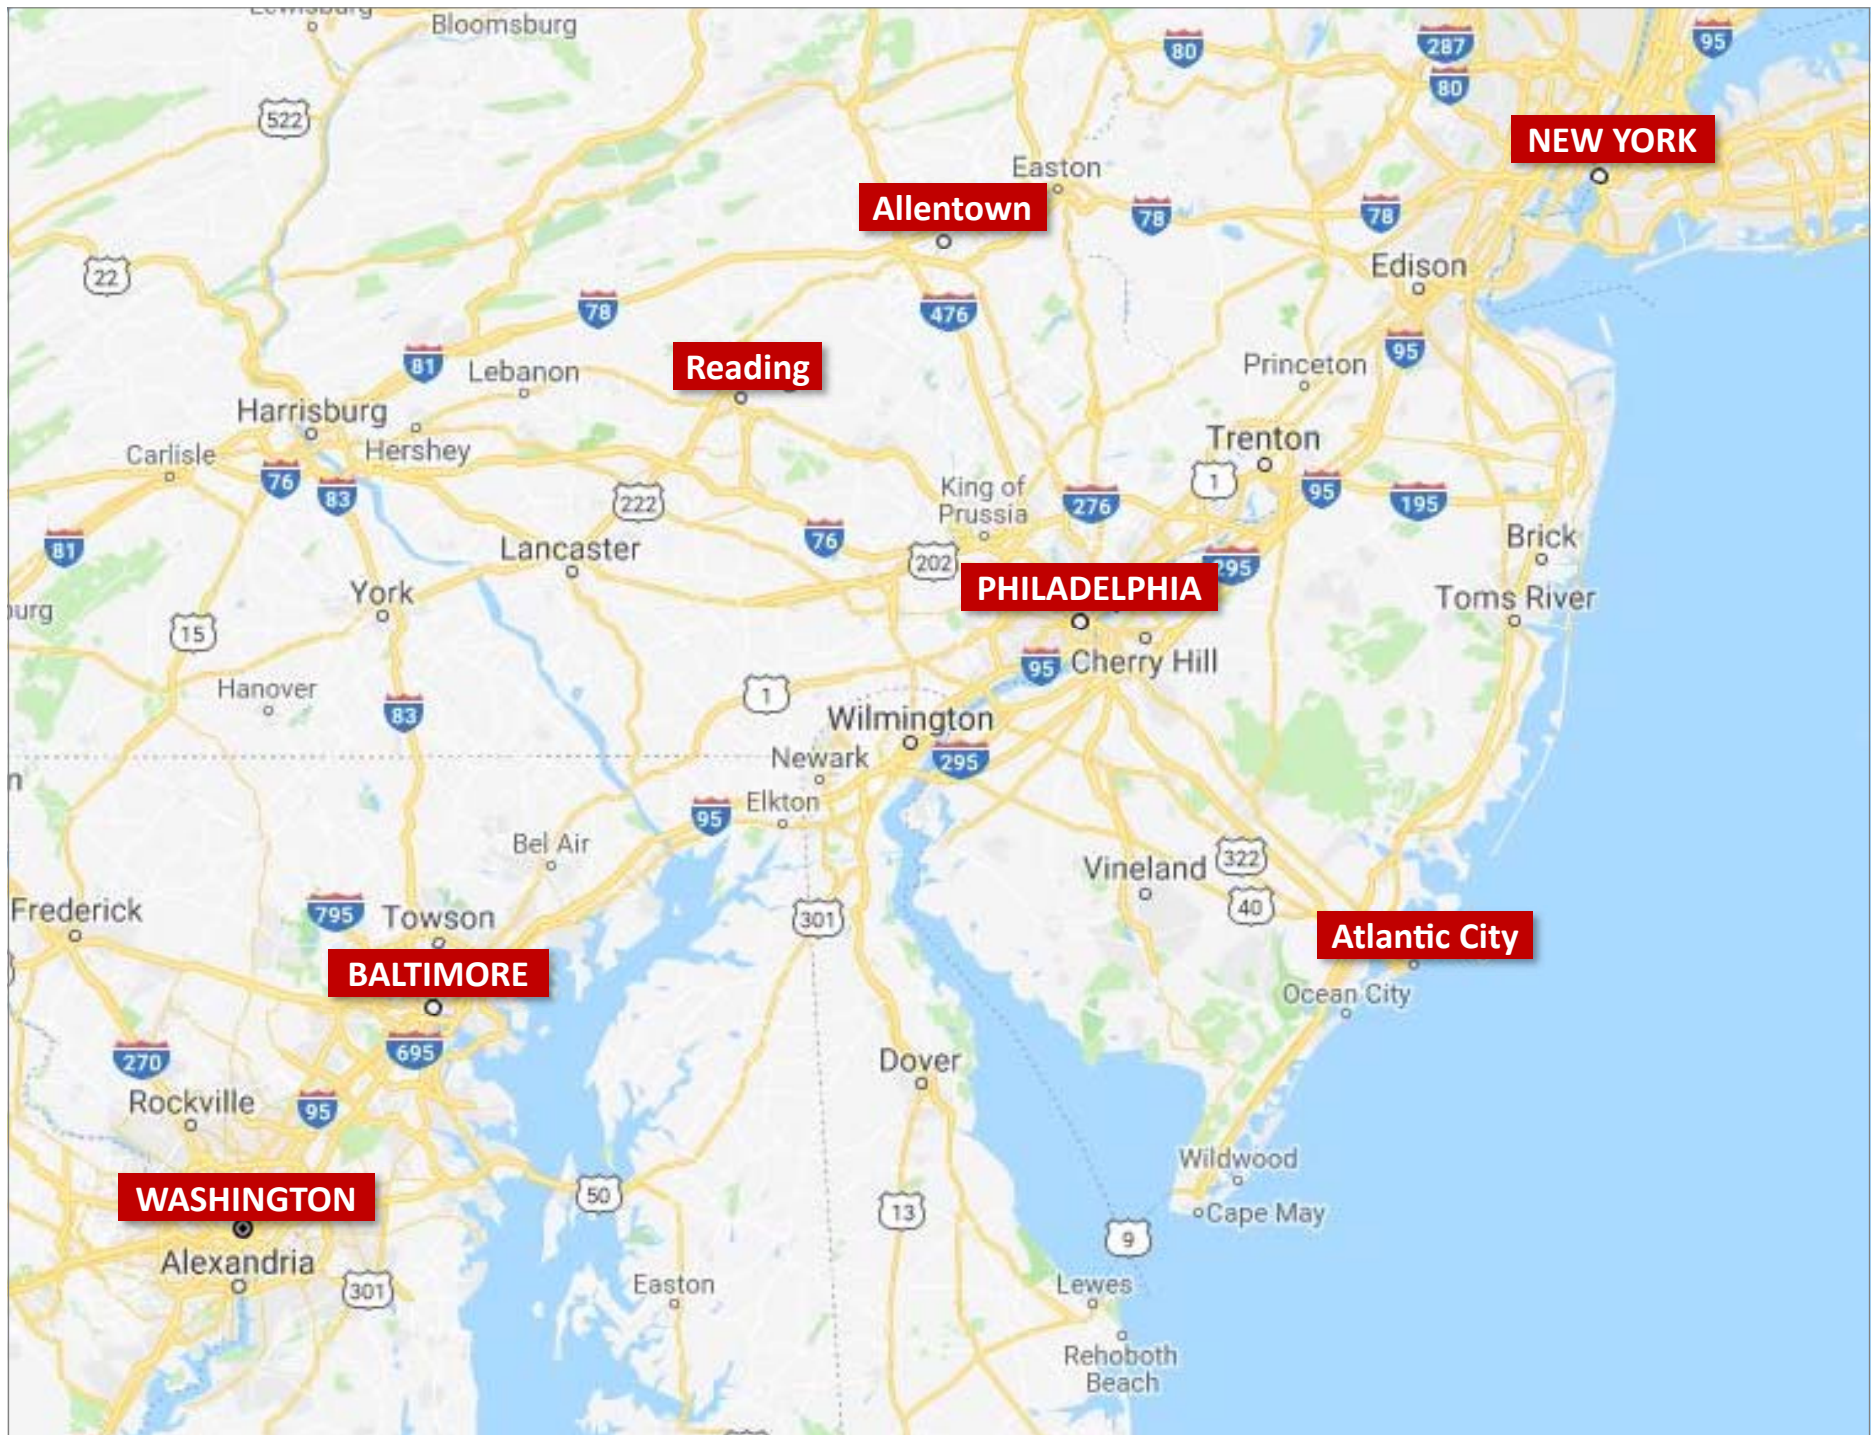 Bloomsburg
80
287
95
80
522
NEW YORK
Easton
Allentown
78
78
22
Edison
78
476
81
Lebanon
Reading
95
Princeton
Harrisburg
Hershey
Carlisle
Trenton
76
83
222
King of
Prussia
276
1
95
195
81
Lancaster
76
202
Brick
295
PHILADELPHIA
York
Toms River
urg
15
95
Cherry Hill
Hanover
83
1
Wilmington
Newark
295
n
Elkton
95
Bel Air
Vineland
322
40
Frederick
795
Towson
301
Atlantic City
BALTIMORE
Ocean City
270
695
Dover
Rockville
95
Wildwood
WASHINGTON
50
13
Cape May
9
Alexandria
301
Easton
Lewes
Rehoboth
Beach